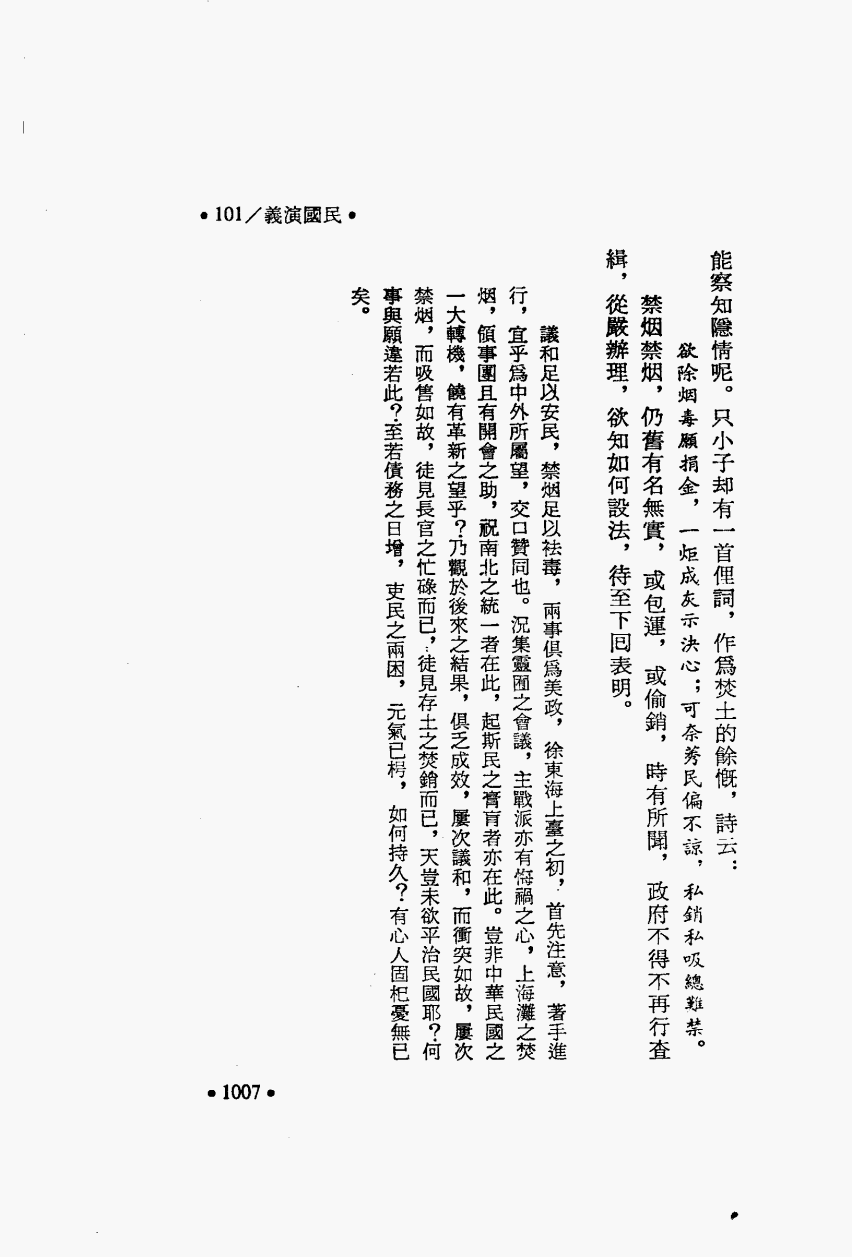 •101／義演國民•
能察知隱情呢。只小子却有一首俚詞，作爲焚土的餘慨，詩云：
欲除烟毒願捐金，一炬成灰示決心；可奈莠民偏不諒，私銷私吸總難禁。
禁烟禁烟，仍舊有名無實，或包運，或偷銷，時有所聞，政府不得不再行查
緝，從嚴辦理，欲知如何設法，待至下回表明。
議和足以安民，禁烟足以祛毒，兩事俱爲美政，徐東海上臺之初，首先注意，著手進
行，宜乎爲中外所屬望，交口贊同也。況集靈囿之會議，主戰派亦有悔禍之心，上海灘之焚
烟，領事團且有開會之助，祝南北之統一者在此，起斯民之膏肓者亦在此。豈非中華民國之
一大轉機，饒有革新之望乎？乃觀於後來之結果，俱乏成效，屢次議和，而衝突如故，屢次
禁烟，而吸售如故，徒見長官之忙碌而已，徒見存土之焚銷而已，天豈未欲平治民國耶？何
事與願違若此？至若債務之日增，吏民之兩困，元氣已枵，如何持久？有心人固杞憂無已
矣。
•1007•